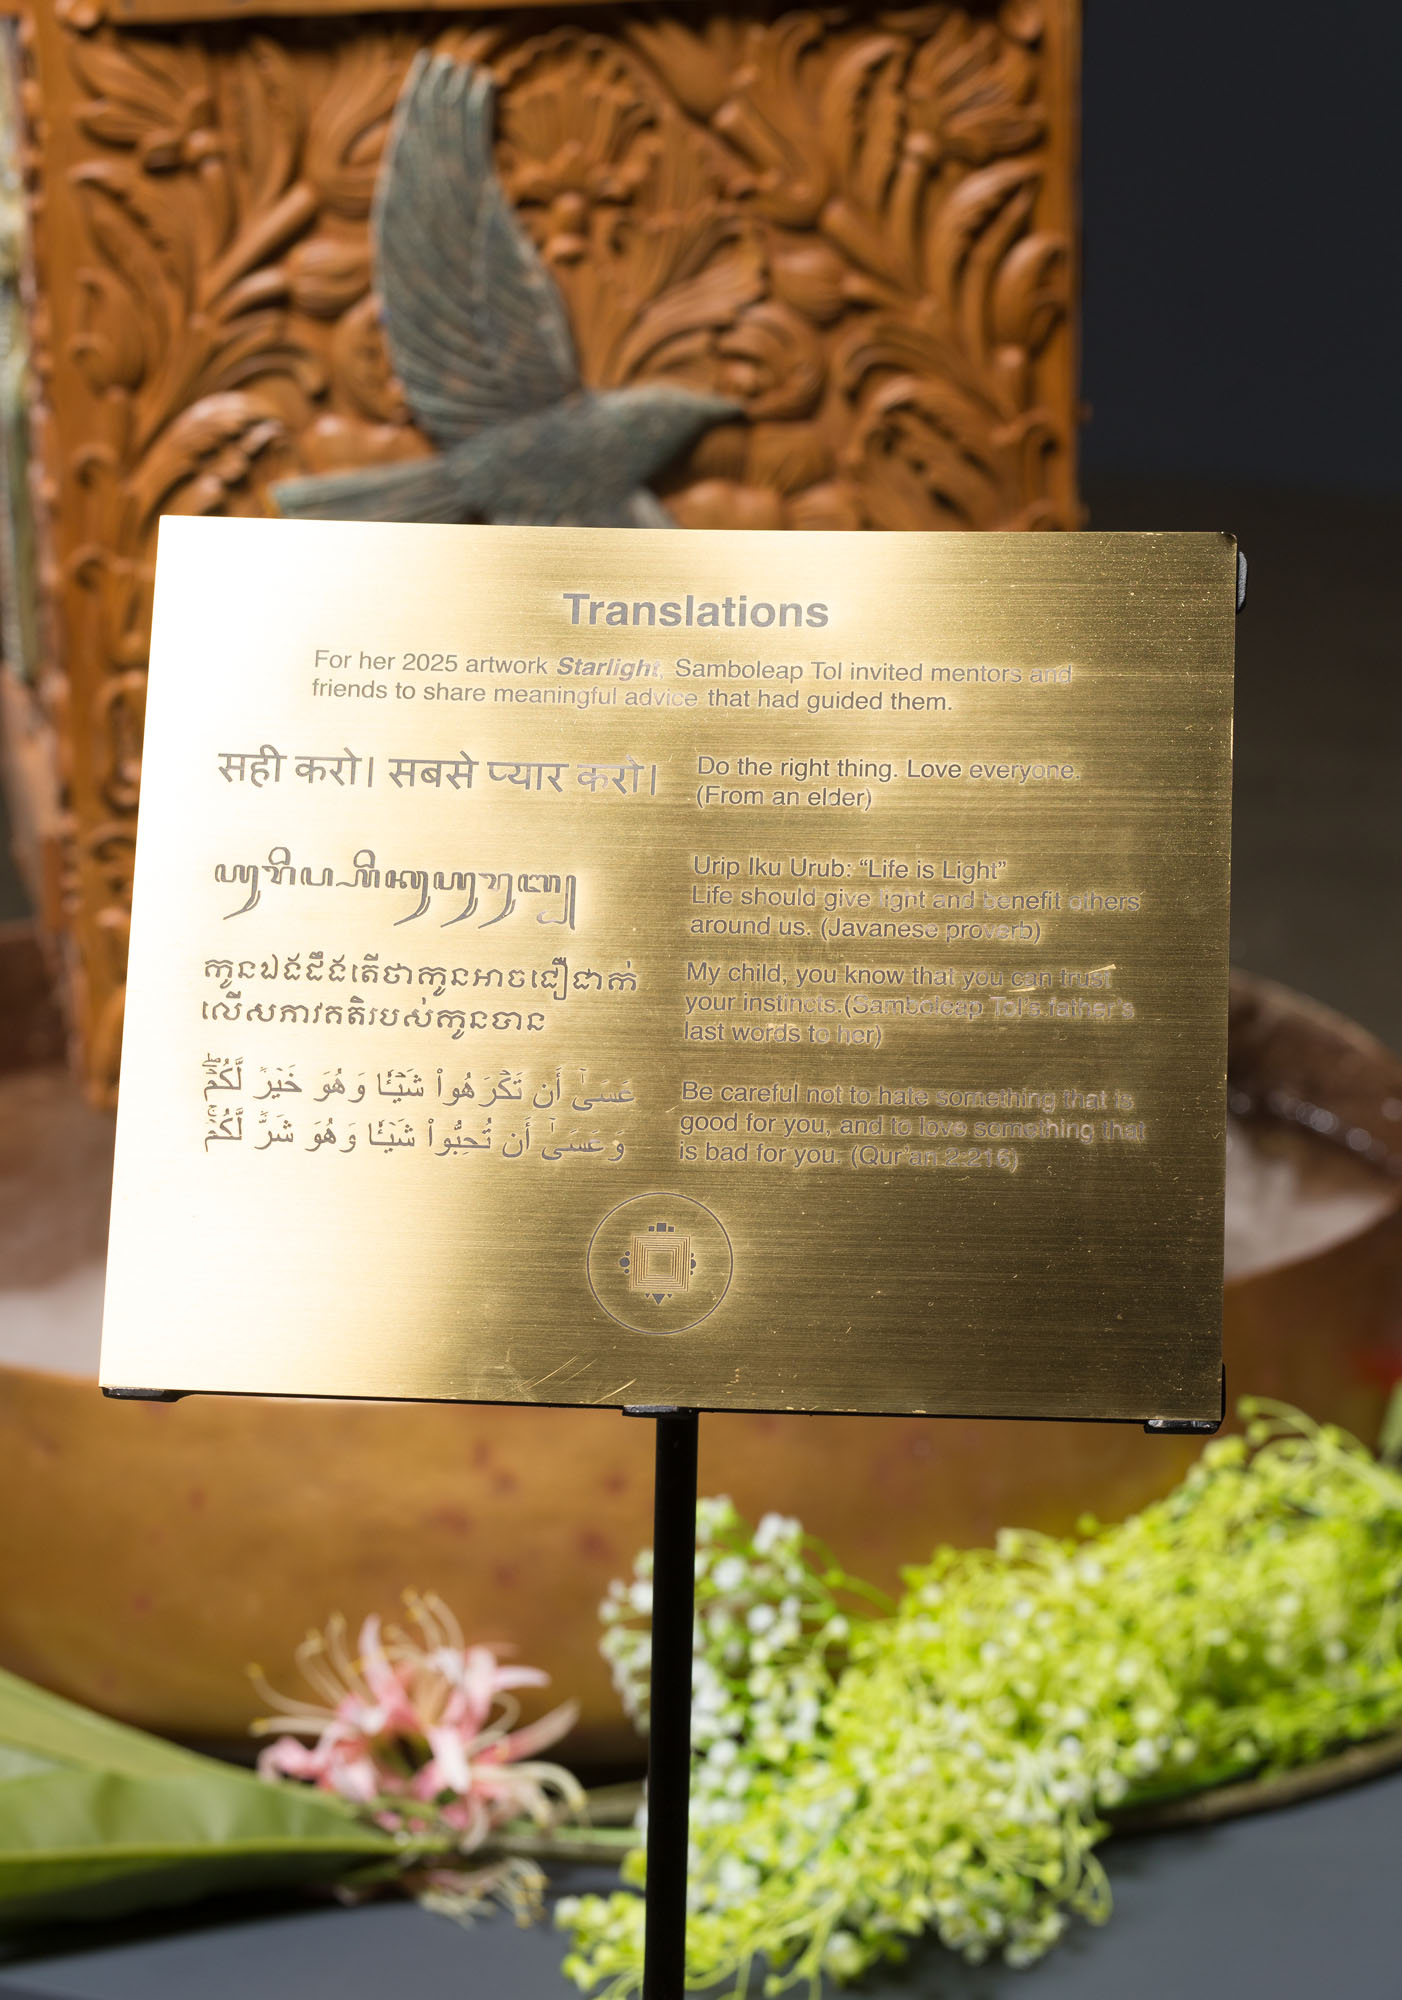 Translations
For her 2025 artwork Starlight, Samboleap Tol invited mentors and
friends to share meaningful advice that had guided them.
सही करो। सबसे प्यार करो।
Do the right thing. Love everyone.
(From an elder)
Urip Iku Urub: “Life is Light”
Life should give light and benefit others
around us. (Javanese proverb)
កូនឯងដឹងតើថាកូនអាចជឿជាក់
លើសភាវគតិរបស់កូនបាន
My child, you know that you can trust
your instincts.(Samboleap Tol's father's
last words to her)
عَسَىٰٓ أَن تَكْرَهُوا۟ شَيْـًٔا وَهُوَ خَيْرٌ لَّكُمْ ۖ
وَعَسَىٰٓ أَن تُحِبُّوا۟ شَيْـًٔا وَهُوَ شَرٌّ لَّكُمْ ۗ
Be careful not to hate something that is
good for you, and to love something that
is bad for you. (Qur'an 2:216)